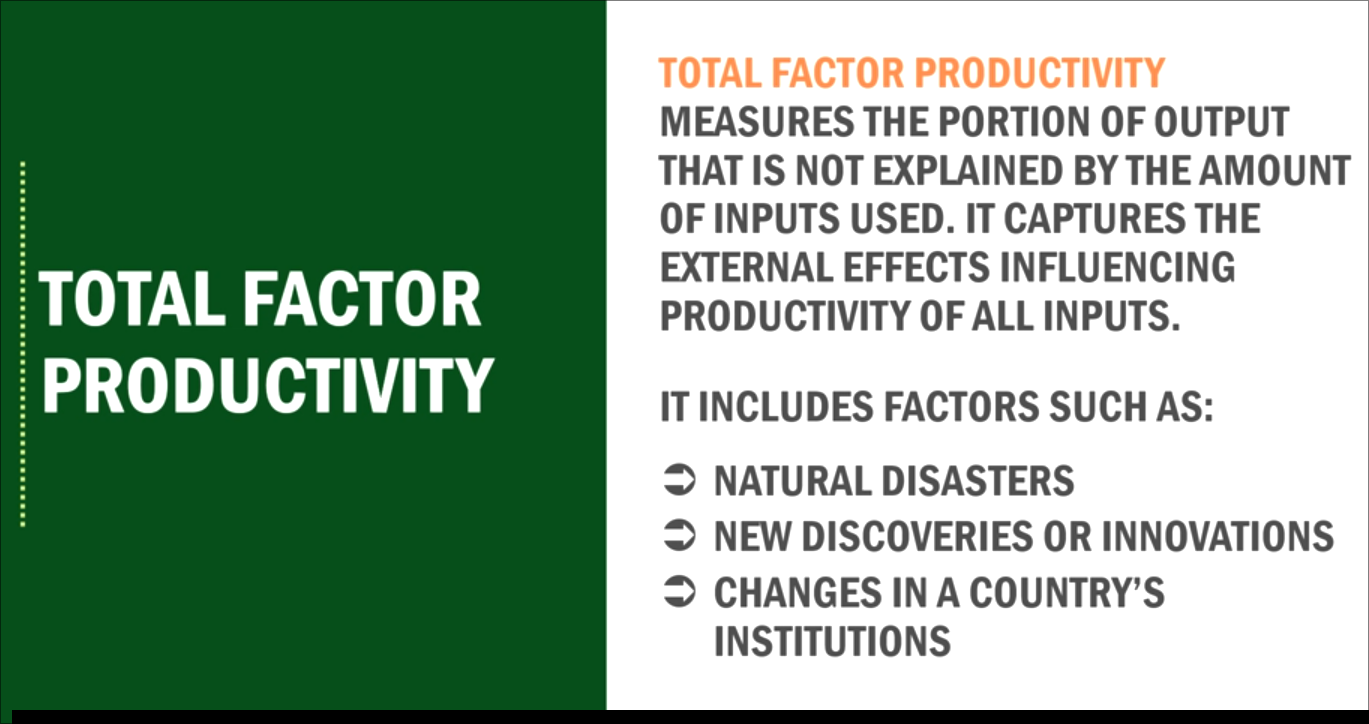 TOTAL FACTOR
PRODUCTIVITY
TOTAL FACTOR PRODUCTIVITY
MEASURES THE PORTION OF OUTPUT
THAT IS NOT EXPLAINED BY THE AMOUNT
OF INPUTS USED. IT CAPTURES THE
EXTERNAL EFFECTS INFLUENCING
PRODUCTIVITY OF ALL INPUTS.
IT INCLUDES FACTORS SUCH AS:
➲ NATURAL DISASTERS
➲ NEW DISCOVERIES OR INNOVATIONS
➲ CHANGES IN A COUNTRY’S
INSTITUTIONS